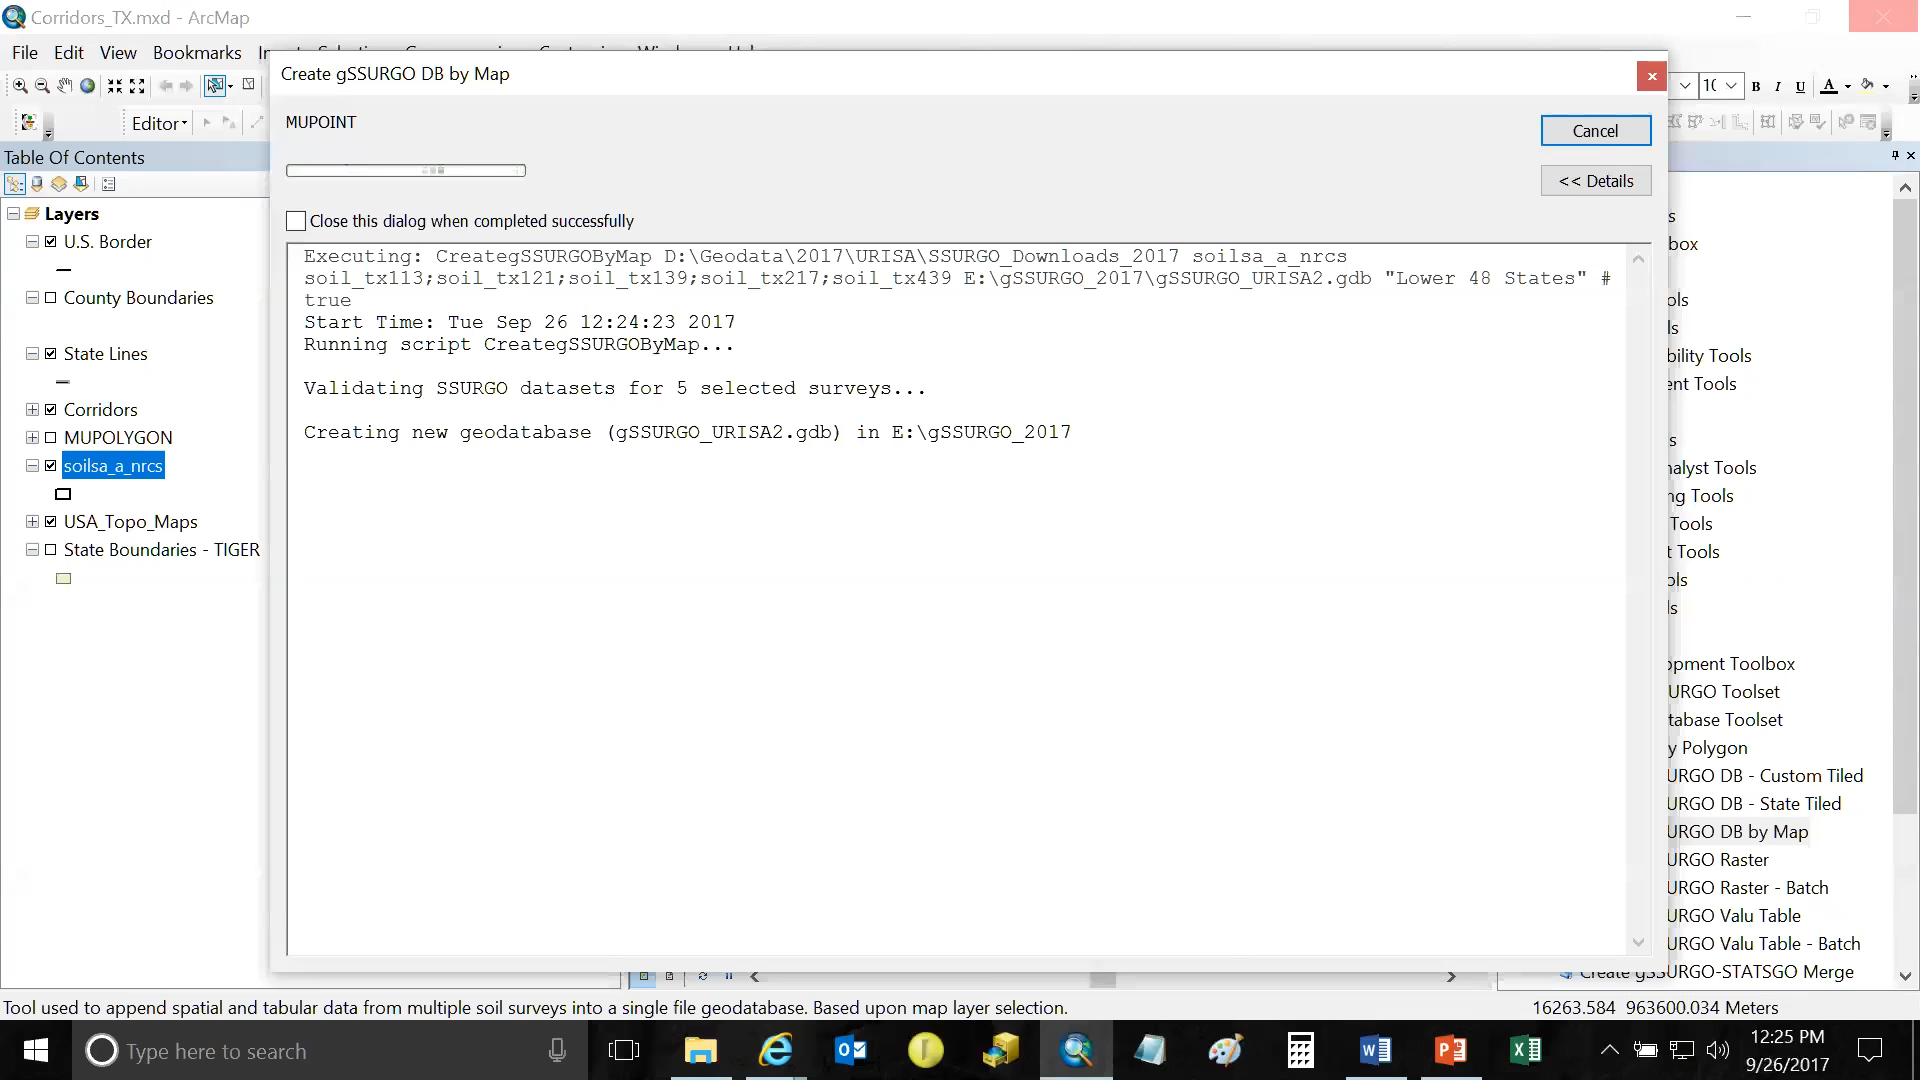 Corridors_TX.mxd - ArcMap
File Edit View Bookmarks
Create gSSURGO DB by Map
MUPOINT
Cancel
<< Details
Close this dialog when completed successfully
Executing: CreategSSURGOByMap D:\Geodata\2017\URISA\SSURGO_Downloads_2017 soilsa_a_nrcs
soil_tx113;soil_tx121;soil_tx139;soil_tx217;soil_tx439 E:\gSSURGO_2017\gSSURGO_URISA2.gdb "Lower 48 States" #
true
Start Time: Tue Sep 26 12:24:23 2017
Running script CreategSSURGOByMap...
Validating SSURGO datasets for 5 selected surveys...
Creating new geodatabase (gSSURGO_URISA2.gdb) in E:\gSSURGO_2017
Editor
Table Of Contents
Layers
U.S. Border
County Boundaries
State Lines
Corridors
MUPOLYGON
soilsa_a_nrcs
USA_Topo_Maps
State Boundaries - TIGER
10 B I U A
s
box
ols
ls
bility Tools
ent Tools
s
nalyst Tools
ng Tools
Tools
t Tools
ols
ls
opment Toolbox
URGO Toolset
tabase Toolset
y Polygon
URGO DB - Custom Tiled
URGO DB - State Tiled
URGO DB by Map
URGO Raster
URGO Raster - Batch
URGO Valu Table
URGO Valu Table - Batch
Create gSSURGO-STATSGO Merge
Tool used to append spatial and tabular data from multiple soil surveys into a single file geodatabase. Based upon map layer selection.
16263.584 963600.034 Meters
Type here to search
12:25 PM
9/26/2017